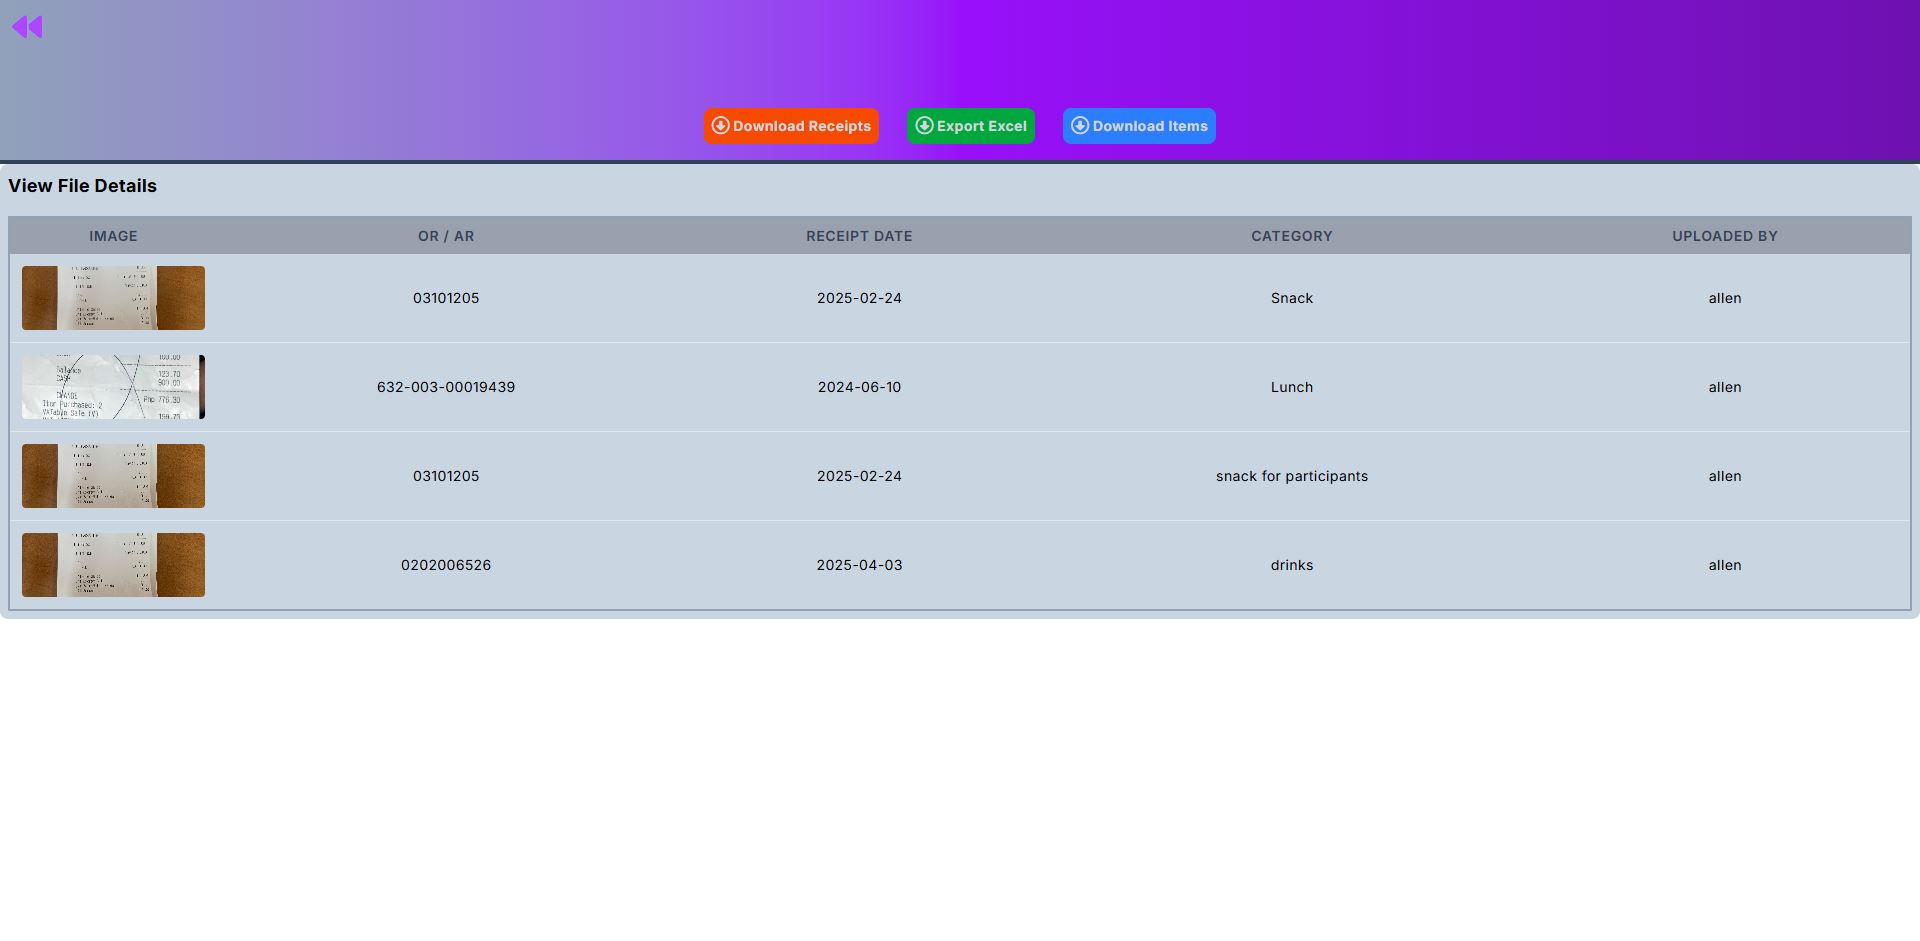 Download Receipts
Export Excel
Download Items
View File Details
IMAGE OR / AR RECEIPT DATE CATEGORY UPLOADED BY
03101205 2025-02-24 Snack allen
100.00
Balance 123.70
CASH 900.00
CHANGE Php 776.30
Item Purchased: 2
VATable Sale (V)
632-003-00019439 2024-06-10 Lunch allen
03101205 2025-02-24 snack for participants allen
0202006526 2025-04-03 drinks allen